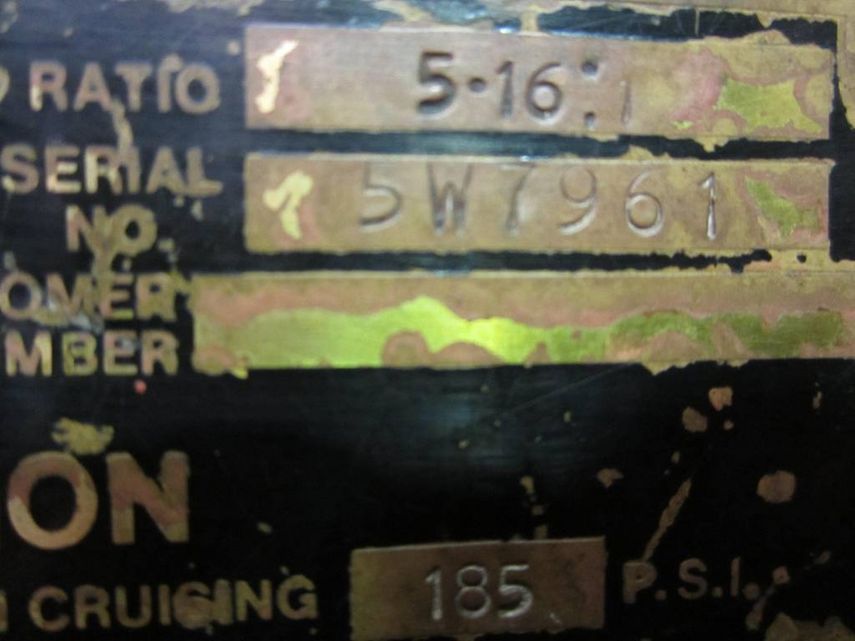 RATIO 5·16:1
SERIAL
NO. 5W7961
OMER
MBER
ON
CRUISING 185 P.S.I.